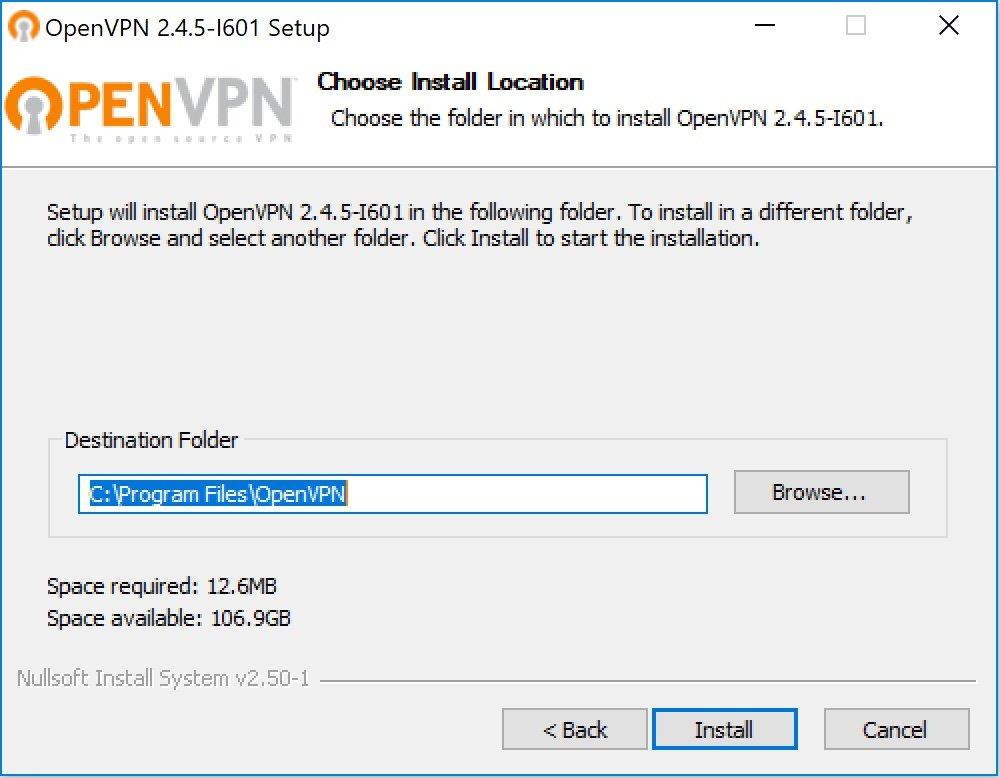 OpenVPN 2.4.5-I601 Setup
OPENVPN
The open source VPN
Choose Install Location
Choose the folder in which to install OpenVPN 2.4.5-I601.
Setup will install OpenVPN 2.4.5-I601 in the following folder. To install in a different folder,
click Browse and select another folder. Click Install to start the installation.
Destination Folder
C:\Program Files\OpenVPN
Browse...
Space required: 12.6MB
Space available: 106.9GB
Nullsoft Install System v2.50-1
< Back
Install
Cancel